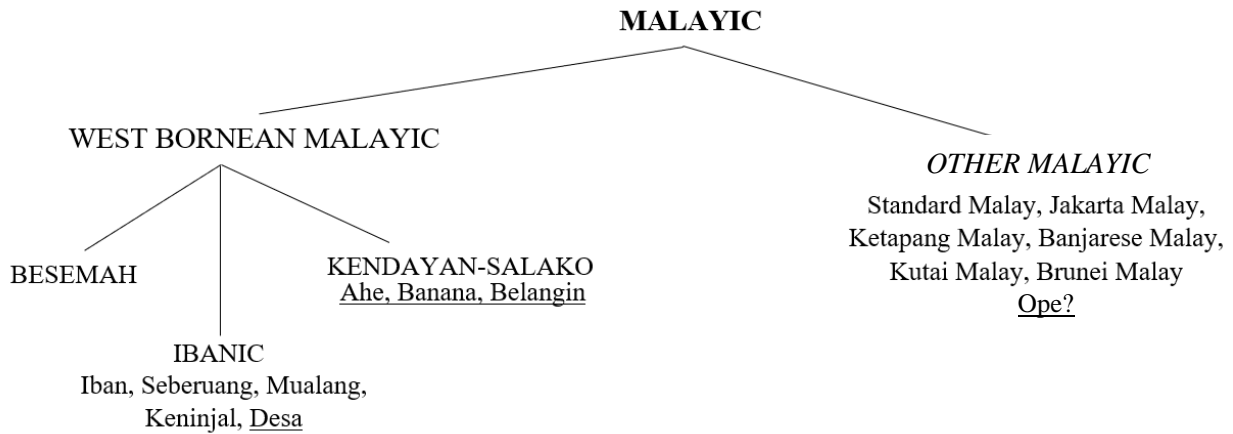 MALAYIC
WEST BORNEAN MALAYIC
OTHER MALAYIC
Standard Malay, Jakarta Malay,
Ketapang Malay, Banjarese Malay,
Kutai Malay, Brunei Malay
Ope?
BESEMAH
KENDAYAN-SALAKO
Ahe, Banana, Belangin
IBANIC
Iban, Seberuang, Mualang,
Keninjal, Desa